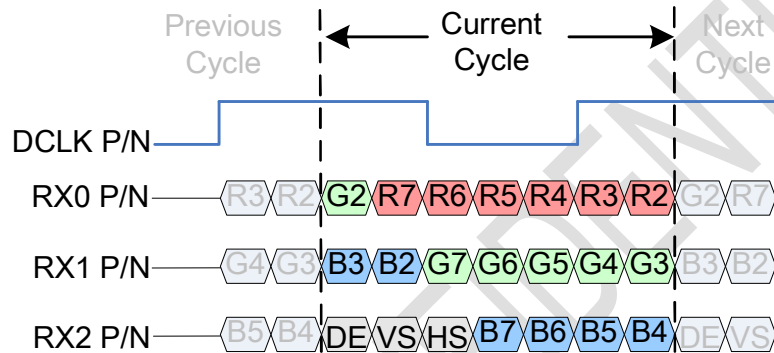 Previous Current Next
Cycle Cycle Cycle
DCLK P/N
RX0 P/N R3 R2 G2 R7 R6 R5 R4 R3 R2 G2 R7
RX1 P/N G4 G3 B3 B2 G7 G6 G5 G4 G3 B3 B2
RX2 P/N B5 B4 DE VS HS B7 B6 B5 B4 DE VS